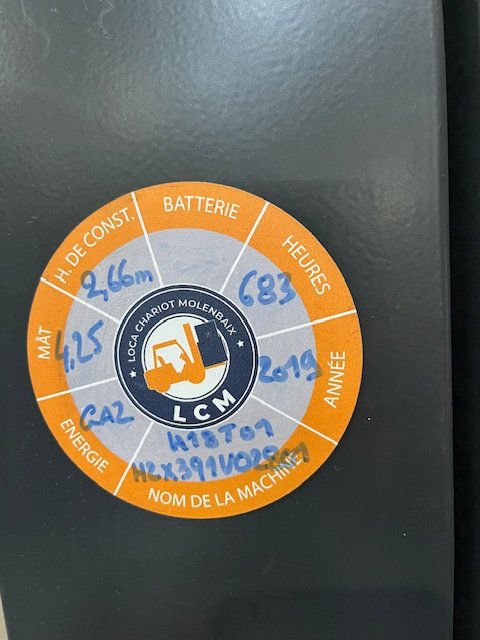 H. DE CONST.
2,66m
BATTERIE
HEURES
683
ANNÉE
2019
NOM DE LA MACHINE
H18T01
ENERGIE
GAZ
MÂT
4,25
LOCA CHARIOT MOLENBAIX
LCM